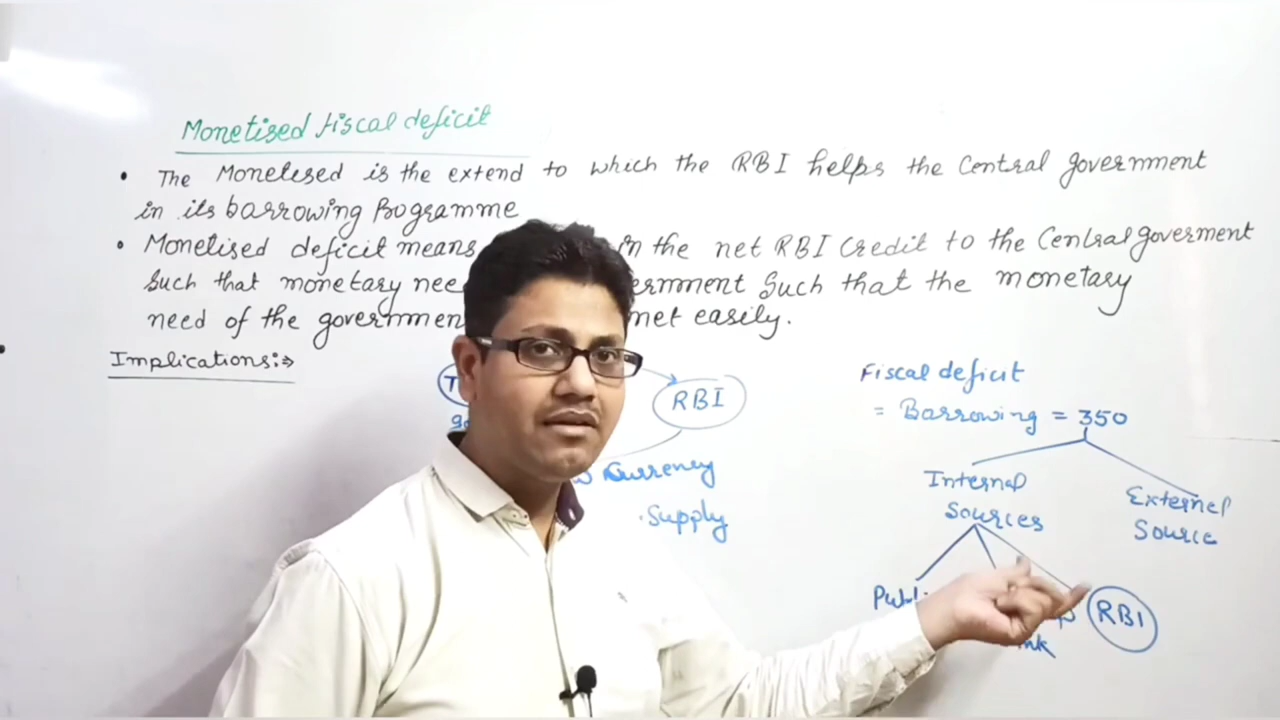 Monetised fiscal deficit
• The Monetised is the extend to which the RBI helps the Central government
in its barrowing Programme
• Monetised deficit means in the net RBI Credit to the Central goverment
Such that monetary nee ernment Such that the monetary
need of the governmen met easily.
Implications:⇒
RBI
Currency
Supply
Fiscal deficit
= Barrowing = 350
Internal
Sources
External
Source
RBI